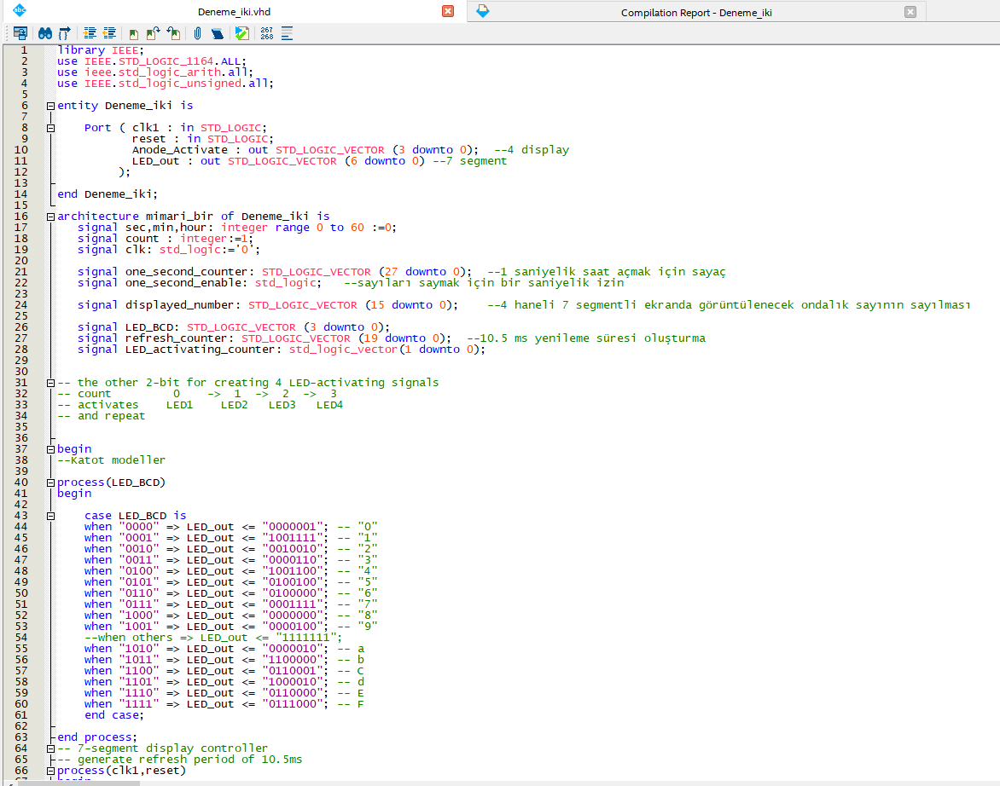 Deneme_iki.vhd
Compilation Report - Deneme_iki
abc
267
268
1 library IEEE;
2 use IEEE.STD_LOGIC_1164.ALL;
3 use ieee.std_logic_arith.all;
4 use IEEE.std_logic_unsigned.all;
5
6 entity Deneme_iki is
7
8 Port ( clk1 : in STD_LOGIC;
9 reset : in STD_LOGIC;
10 Anode_Activate : out STD_LOGIC_VECTOR (3 downto 0); --4 display
11 LED_out : out STD_LOGIC_VECTOR (6 downto 0) --7 segment
12 );
13
14 end Deneme_iki;
15
16 architecture mimari_bir of Deneme_iki is
17 signal sec,min,hour: integer range 0 to 60 :=0;
18 signal count : integer:=1;
19 signal clk: std_logic:='0';
20
21 signal one_second_counter: STD_LOGIC_VECTOR (27 downto 0); --1 saniyelik saat açmak için sayaç
22 signal one_second_enable: std_logic; --sayıları saymak için bir saniyelik izin
23
24 signal displayed_number: STD_LOGIC_VECTOR (15 downto 0); --4 haneli 7 segmentli ekranda görüntülenecek ondalık sayının sayılması
25
26 signal LED_BCD: STD_LOGIC_VECTOR (3 downto 0);
27 signal refresh_counter: STD_LOGIC_VECTOR (19 downto 0); --10.5 ms yenileme süresi oluşturma
28 signal LED_activating_counter: std_logic_vector(1 downto 0);
29
30
31 -- the other 2-bit for creating 4 LED-activating signals
32 -- count 0 -> 1 -> 2 -> 3
33 -- activates LED1 LED2 LED3 LED4
34 -- and repeat
35
36
37 begin
38 --Katot modeller
39
40 process(LED_BCD)
41 begin
42
43 case LED_BCD is
44 when "0000" => LED_out <= "0000001"; -- "0"
45 when "0001" => LED_out <= "1001111"; -- "1"
46 when "0010" => LED_out <= "0010010"; -- "2"
47 when "0011" => LED_out <= "0000110"; -- "3"
48 when "0100" => LED_out <= "1001100"; -- "4"
49 when "0101" => LED_out <= "0100100"; -- "5"
50 when "0110" => LED_out <= "0100000"; -- "6"
51 when "0111" => LED_out <= "0001111"; -- "7"
52 when "1000" => LED_out <= "0000000"; -- "8"
53 when "1001" => LED_out <= "0000100"; -- "9"
54 --when others => LED_out <= "1111111";
55 when "1010" => LED_out <= "0000010"; -- a
56 when "1011" => LED_out <= "1100000"; -- b
57 when "1100" => LED_out <= "0110001"; -- C
58 when "1101" => LED_out <= "1000010"; -- d
59 when "1110" => LED_out <= "0110000"; -- E
60 when "1111" => LED_out <= "0111000"; -- F
61 end case;
62
63 end process;
64 -- 7-segment display controller
65 -- generate refresh period of 10.5ms
66 process(clk1,reset)
67 begin